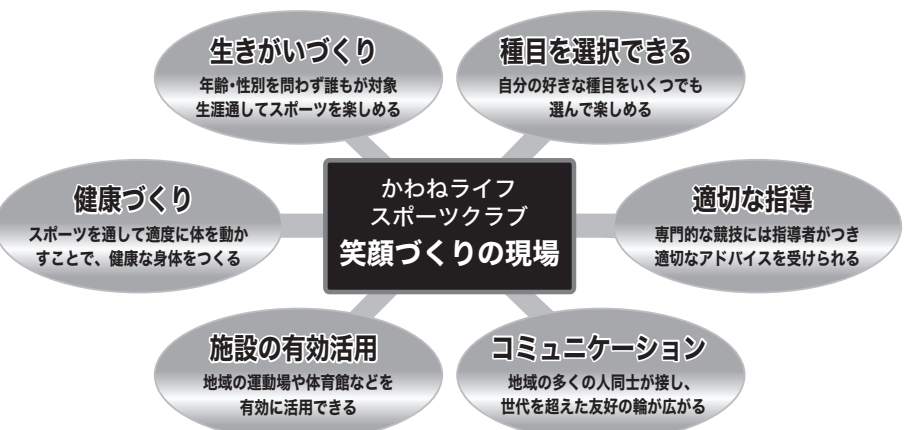 生きがいづくり
年齢・性別を問わず誰もが対象
生涯通してスポーツを楽しめる
種目を選択できる
自分の好きな種目をいくつでも
選んで楽しめる
健康づくり
スポーツを通して適度に体を動か
すことで、健康な身体をつくる
かわねライフ
スポーツクラブ
笑顔づくりの現場
適切な指導
専門的な競技には指導者がつき
適切なアドバイスを受けられる
施設の有効活用
地域の運動場や体育館などを
有効に活用できる
コミュニケーション
地域の多くの人同士が接し、
世代を超えた友好の輪が広がる